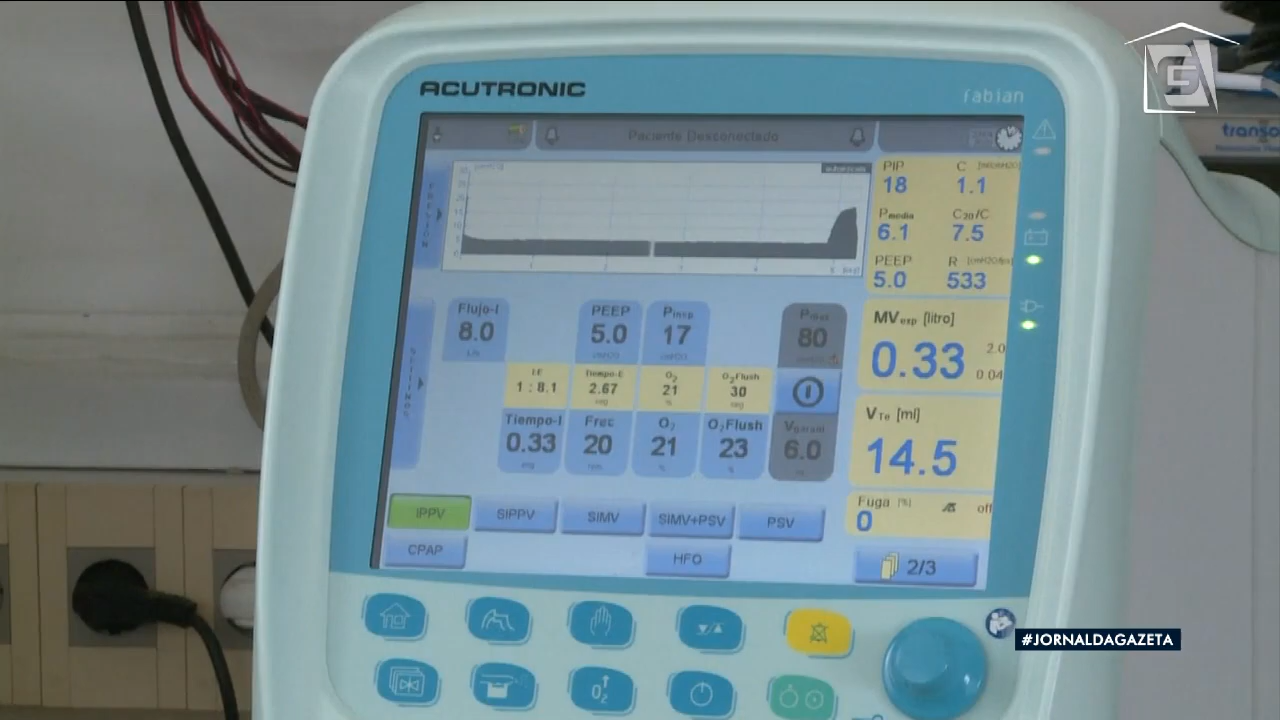 ACUTRONIC
fabian
transo
Paciente Desconectado
PIP C
18 1.1
Pmedia C20/C
6.1 7.5
PEEP R
5.0 533
Flujo-I PEEP Pinsp
8.0 5.0 17 80
MVexp [litro]
0.33
2.0
0.04
I:E Tiempo-E O2 O2Flush
1 : 8.1 2.67 21 30
Tiempo-I Frec O2 O2Flush
0.33 20 21 23 6.0
VTe [ml]
14.5
Fuga [%] off
0
IPPV SIPPV SIMV SIMV+PSV PSV
CPAP HFO
2/3
#JORNALDAGAZETA
O2